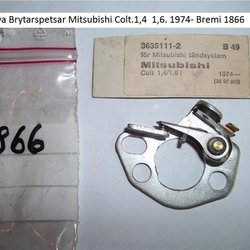 va Brytarspetsar Mitsubishi Colt.1,4 1,6. 1974- Bremi 1866
3635111-2 B 49
för Mitsubishi tändsystem
Mitsubishi
Colt 1,4/1,6 l 1974—
866